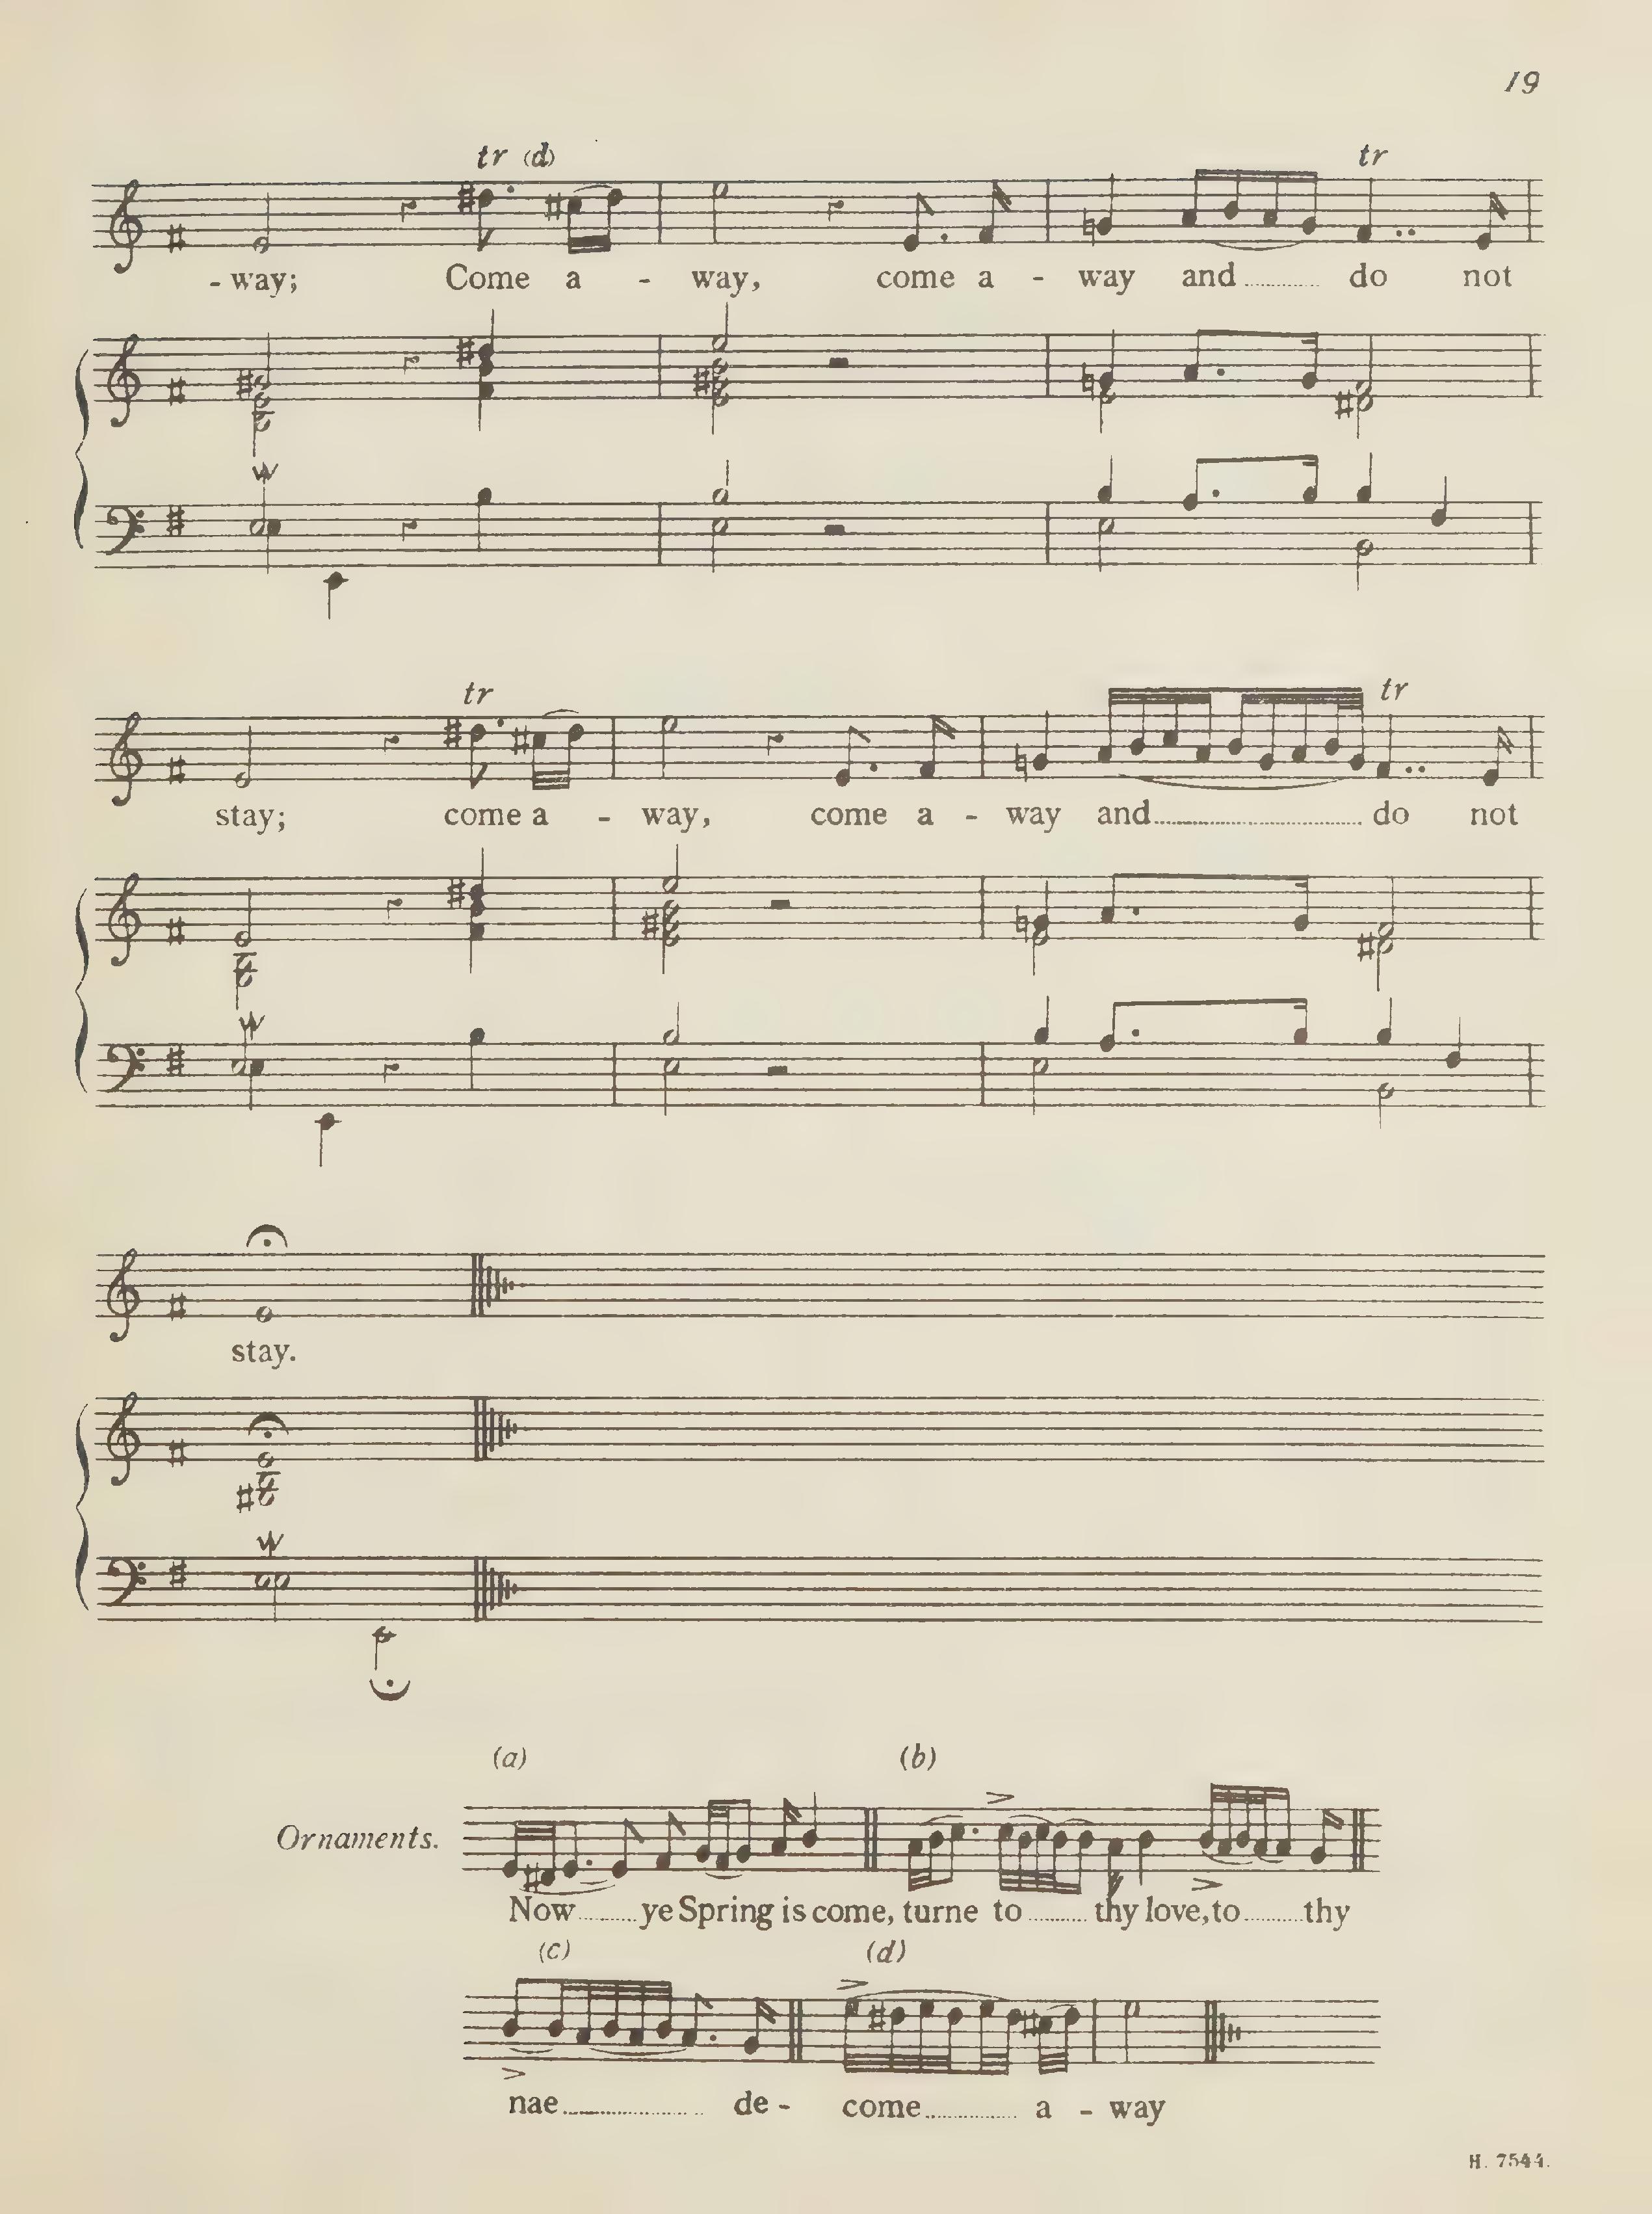 19
tr (d) tr
- way; Come a - way, come a - way and.......... do not
tr tr
stay; come a - way, come a - way and.......... do not
stay.
(a) (b)
Ornaments.
Now........ye Spring is come, turne to.........thy love, to.........thy
(c) (d)
nae.......... de - come............ a - way
H. 7544.